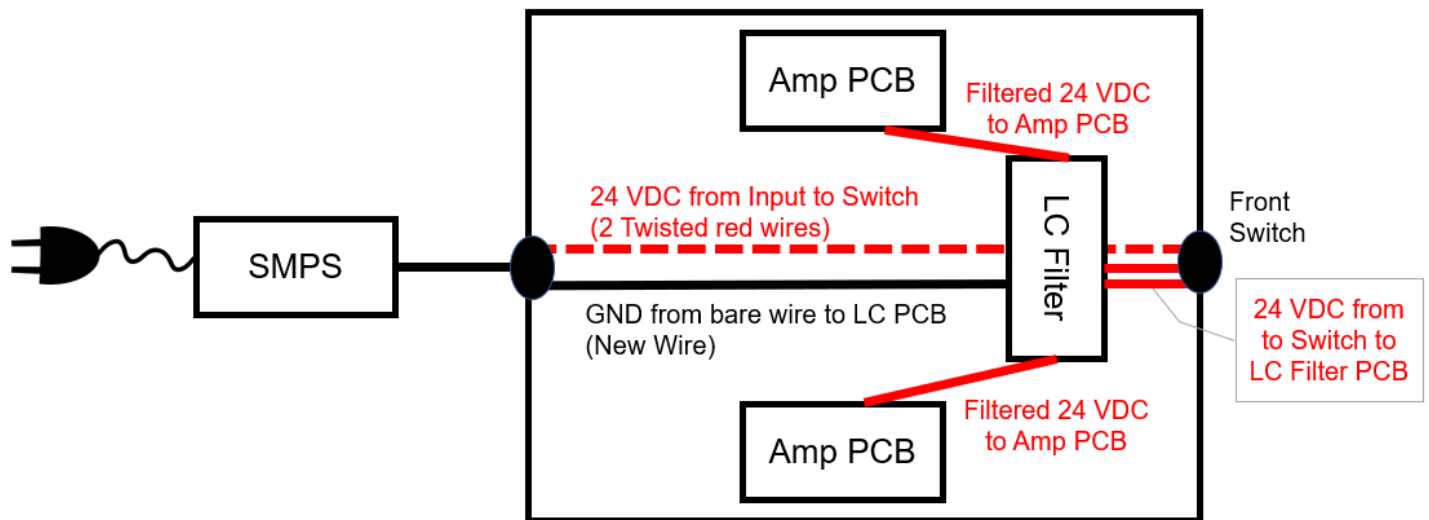 Amp PCB
Filtered 24 VDC
to Amp PCB
24 VDC from Input to Switch
(2 Twisted red wires)
LC Filter
Front
Switch
SMPS
GND from bare wire to LC PCB
(New Wire)
24 VDC from
to Switch to
LC Filter PCB
Amp PCB
Filtered 24 VDC
to Amp PCB